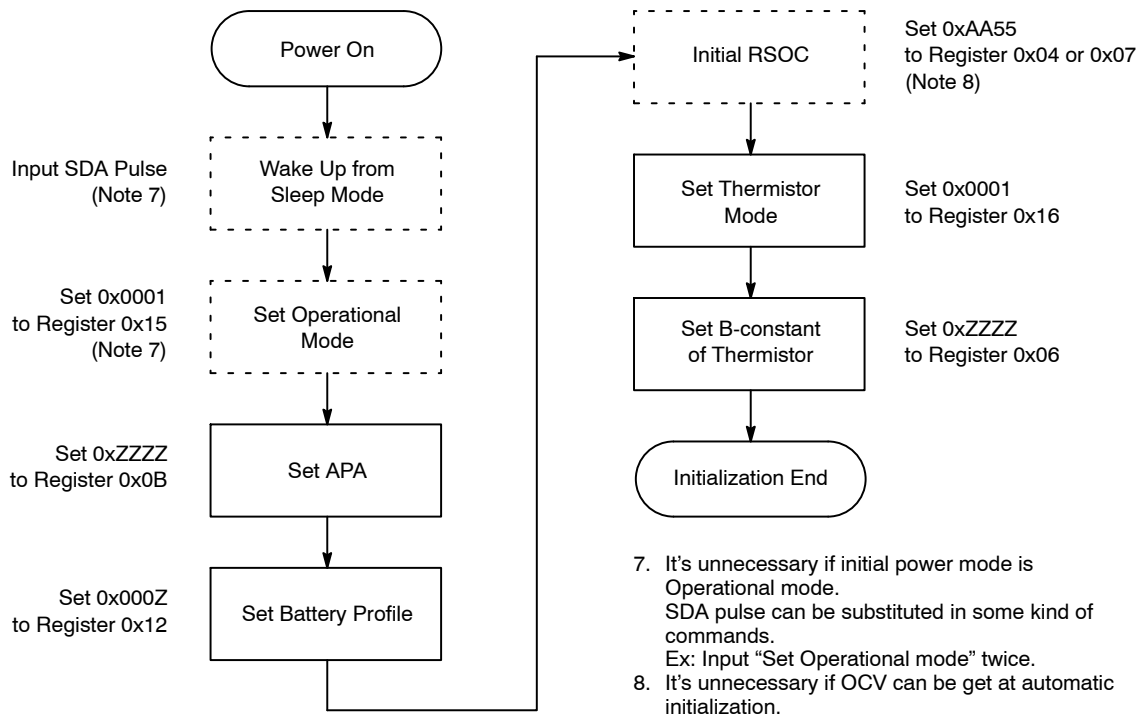 Power On
Input SDA Pulse
(Note 7)
Wake Up from
Sleep Mode
Set 0x0001
to Register 0x15
(Note 7)
Set Operational
Mode
Set 0xZZZZ
to Register 0x0B
Set APA
Set 0x000Z
to Register 0x12
Set Battery Profile
Initial RSOC
Set 0xAA55
to Register 0x04 or 0x07
(Note 8)
Set Thermistor
Mode
Set 0x0001
to Register 0x16
Set B-constant
of Thermistor
Set 0xZZZZ
to Register 0x06
Initialization End
7. It’s unnecessary if initial power mode is
Operational mode.
SDA pulse can be substituted in some kind of
commands.
Ex: Input “Set Operational mode” twice.
8. It’s unnecessary if OCV can be get at automatic
initialization.